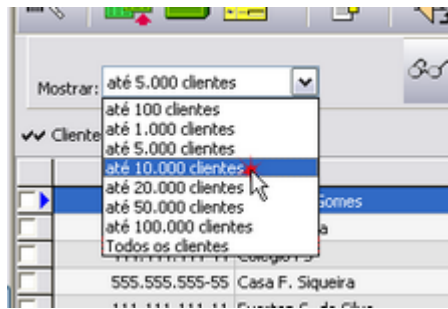 Mostrar: até 5.000 clientes
até 100 clientes
até 1.000 clientes
até 5.000 clientes
até 10.000 clientes
até 20.000 clientes
até 50.000 clientes
até 100.000 clientes
Todos os clientes
Cliente
Gomes
a
555.555.555-55 Casa F. Siqueira